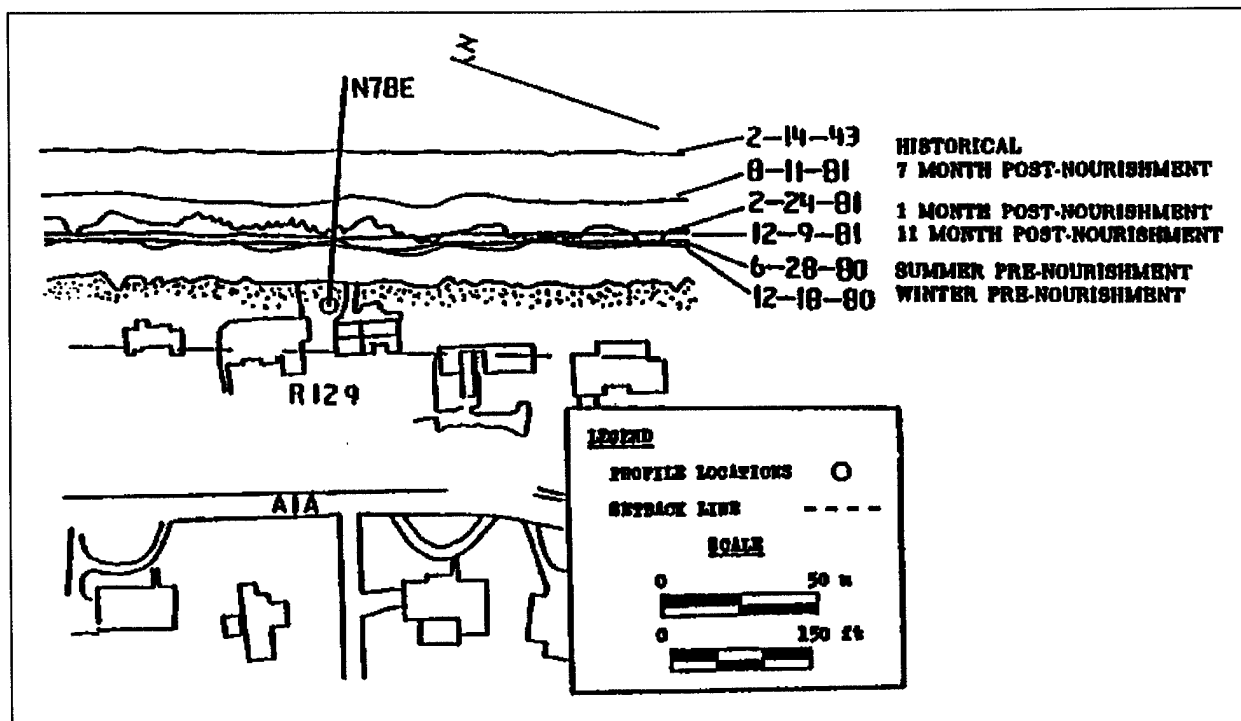 N
N78E
2-14-43 HISTORICAL
8-11-81 7 MONTH POST-NOURISHMENT
2-24-81 1 MONTH POST-NOURISHMENT
12-9-81 11 MONTH POST-NOURISHMENT
6-28-80 SUMMER PRE-NOURISHMENT
12-18-80 WINTER PRE-NOURISHMENT
R129
A1A
LEGEND
PROFILE LOCATIONS
SETBACK LINE
SCALE
0 50 m
0 150 ft